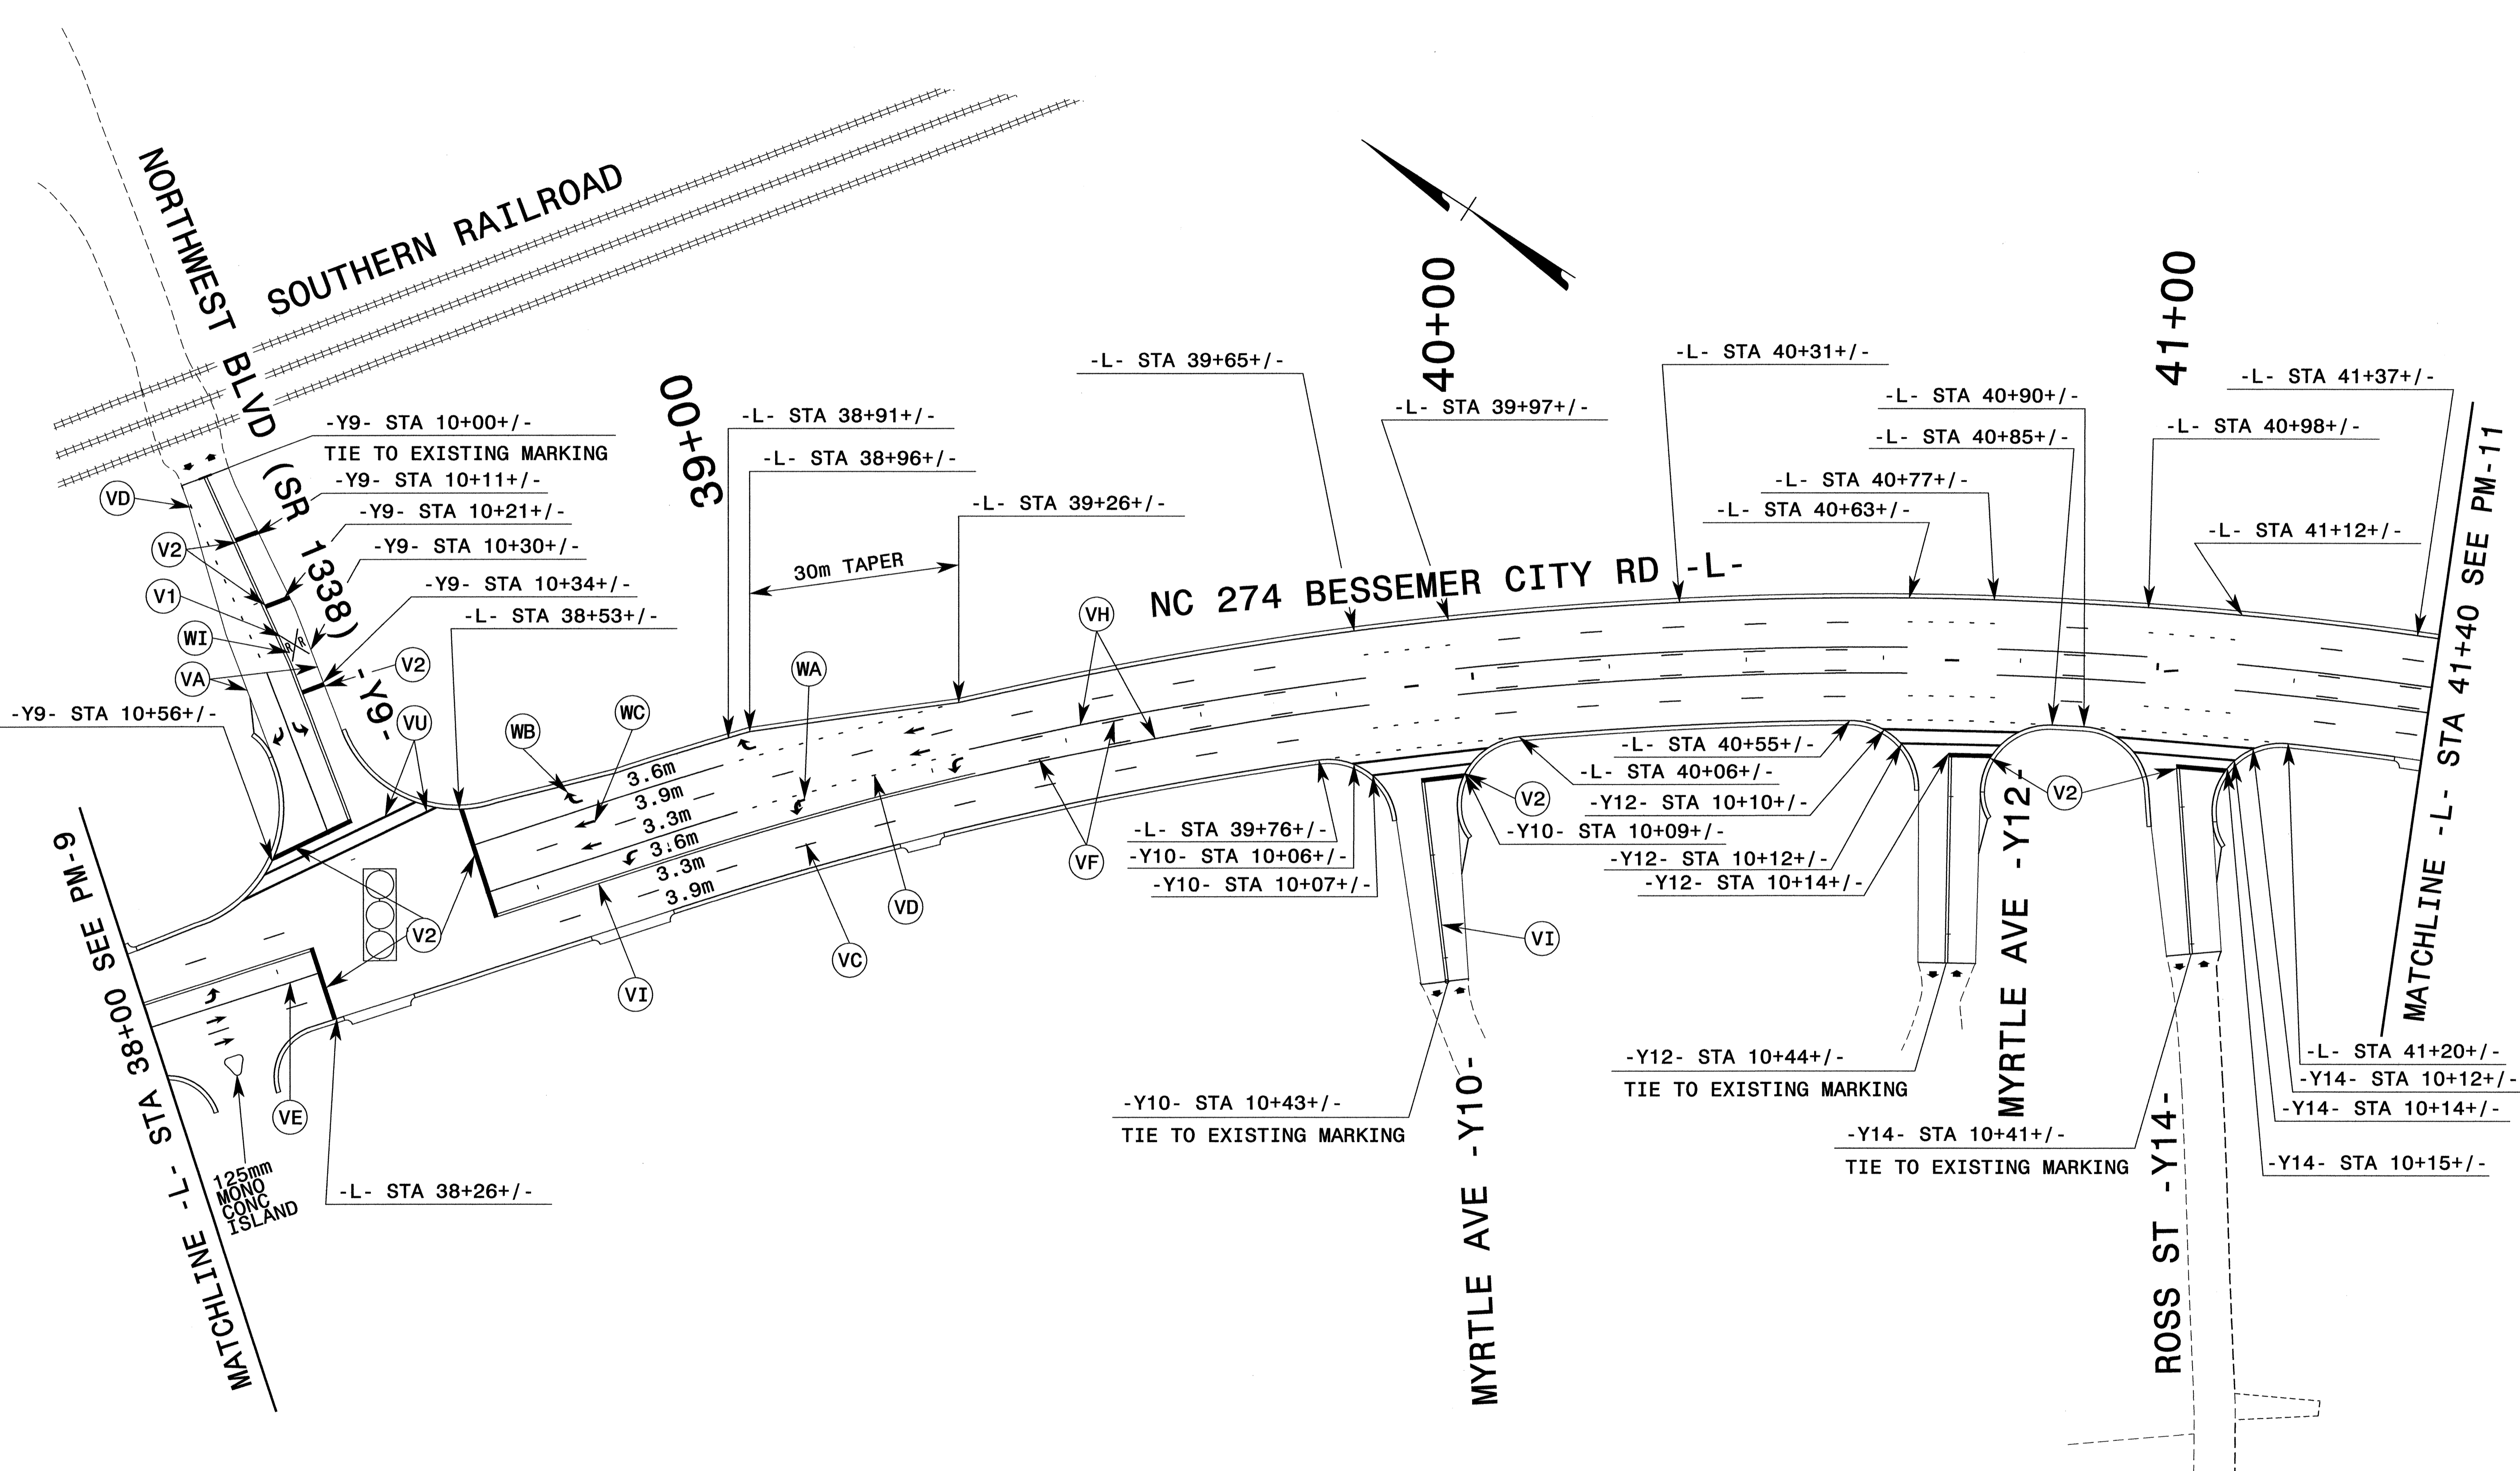 NORTHWEST BLVD
(SR 1338)
-Y9-
SOUTHERN RAILROAD
-Y9- STA 10+00+/-
TIE TO EXISTING MARKING
-Y9- STA 10+11+/-
-Y9- STA 10+21+/-
-Y9- STA 10+30+/-
-Y9- STA 10+34+/-
-L- STA 38+53+/-
VD
V2
V1
WI
VA
R R
V2
VU
-Y9- STA 10+56+/-
39+00
-L- STA 38+91+/-
-L- STA 38+96+/-
-L- STA 39+26+/-
30m TAPER
WB
WC
WA
VH
3.6m
3.9m
3.3m
3.6m
3.3m
3.9m
NC 274 BESSEMER CITY RD -L-
-L- STA 39+65+/-
40+00
-L- STA 39+97+/-
-L- STA 40+31+/-
-L- STA 40+90+/-
-L- STA 40+85+/-
-L- STA 40+77+/-
-L- STA 40+63+/-
41+00
-L- STA 41+37+/-
-L- STA 40+98+/-
-L- STA 41+12+/-
MATCHLINE -L- STA 41+40 SEE PM-11
MATCHLINE -L- STA 38+00 SEE PM-9
V2
VE
125mm
MONO
CONC
ISLAND
-L- STA 38+26+/-
VI
VC
VD
VF
-L- STA 39+76+/-
-Y10- STA 10+06+/-
-Y10- STA 10+07+/-
V2
-L- STA 40+55+/-
-L- STA 40+06+/-
-Y12- STA 10+10+/-
-Y10- STA 10+09+/-
-Y12- STA 10+12+/-
-Y12- STA 10+14+/-
V2
VI
-Y10- STA 10+43+/-
TIE TO EXISTING MARKING
MYRTLE AVE -Y10-
-Y12- STA 10+44+/-
TIE TO EXISTING MARKING
MYRTLE AVE -Y12-
-Y14- STA 10+41+/-
TIE TO EXISTING MARKING
ROSS ST -Y14-
-L- STA 41+20+/-
-Y14- STA 10+12+/-
-Y14- STA 10+14+/-
-Y14- STA 10+15+/-